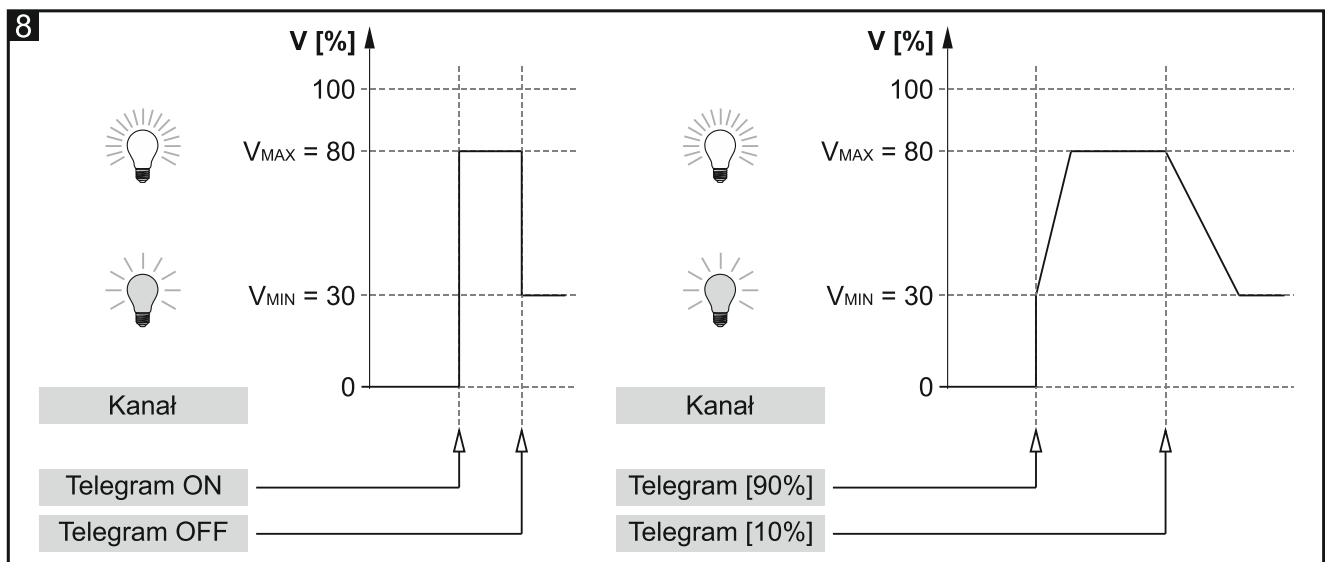 8
V [%]
100
VMAX = 80
VMIN = 30
0
Kanał
Telegram ON
Telegram OFF
V [%]
100
VMAX = 80
VMIN = 30
0
Kanał
Telegram [90%]
Telegram [10%]